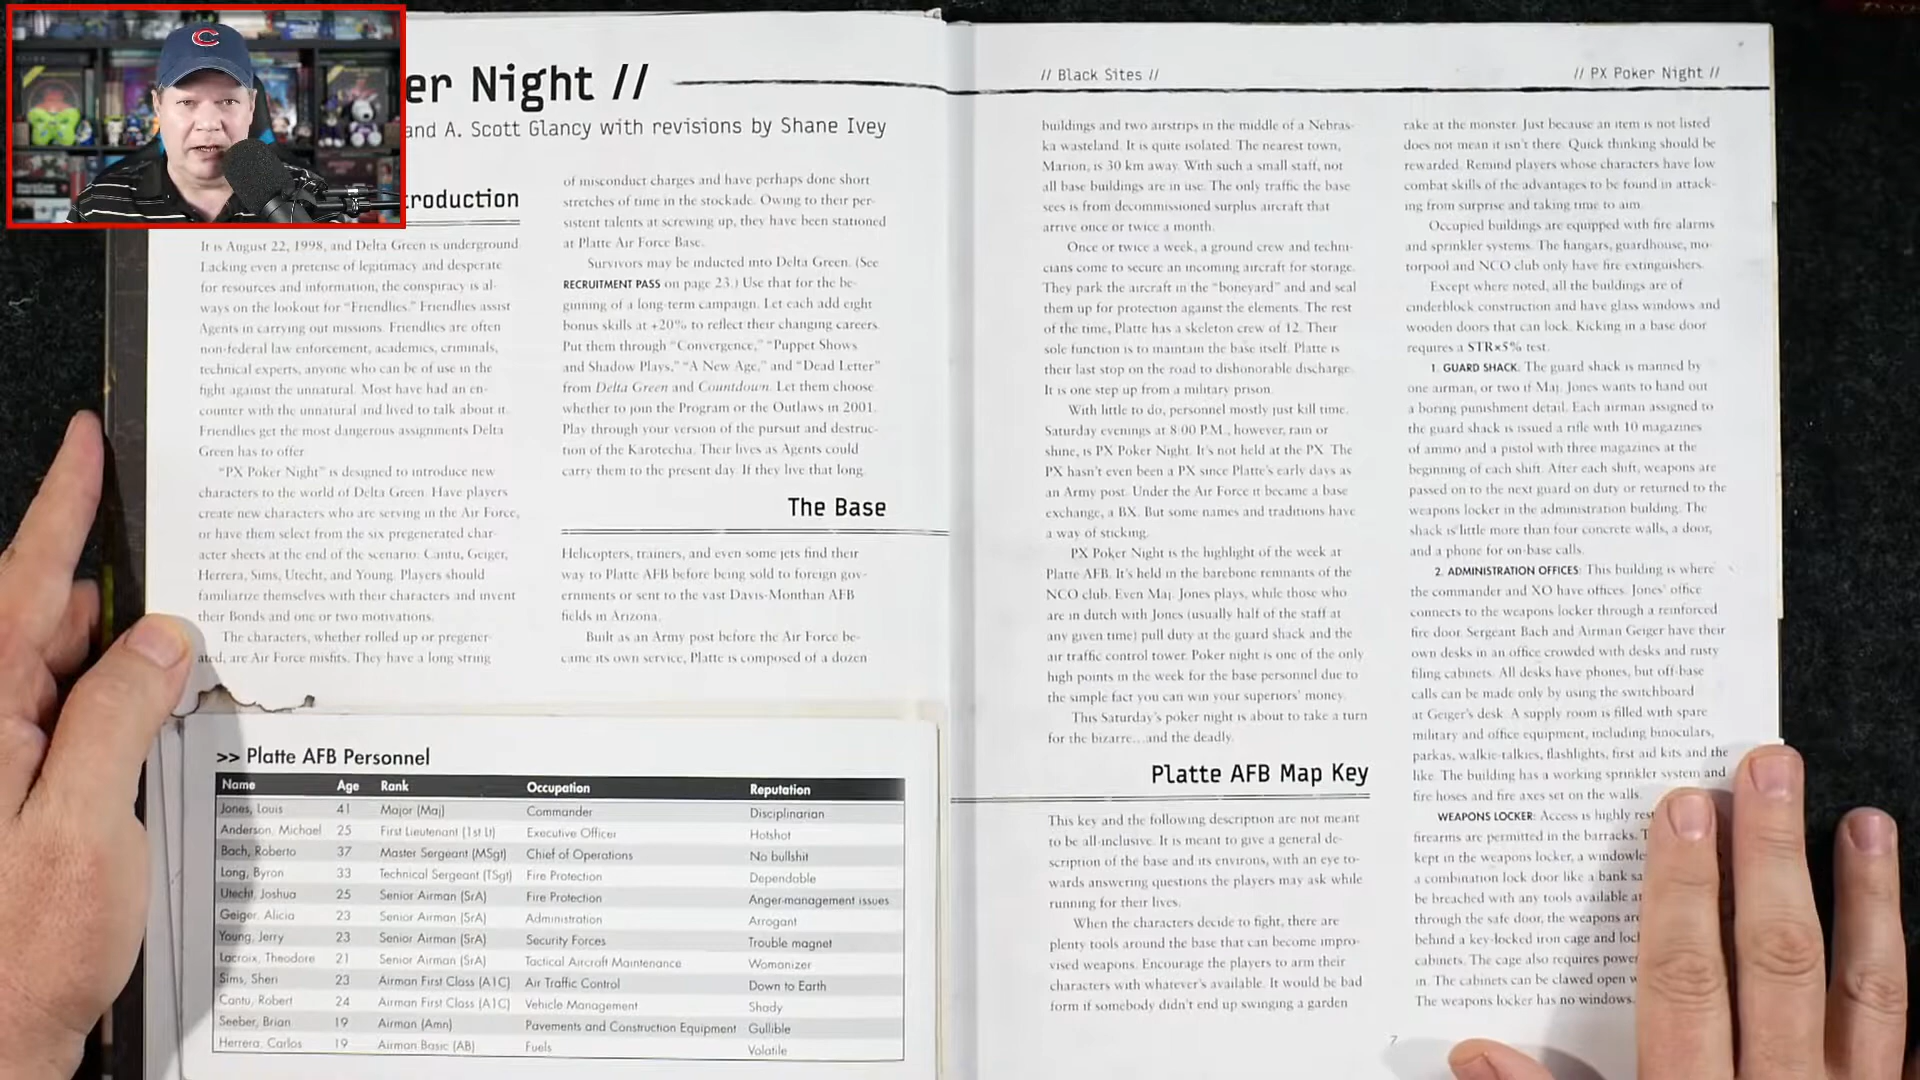 er Night //
and A. Scott Glancy with revisions by Shane Ivey
troduction
It is August 22, 1998, and Delta Green is underground
Lacking even a pretense of legitimacy and desperate
for resources and information, the conspiracy is al-
ways on the lookout for “Friendlies.” Friendlies assist
Agents in carrying out missions. Friendlies are often
non-federal law enforcement, academics, criminals,
technical experts, anyone who can be of use in the
fight against the unnatural. Most have had an en-
counter with the unnatural and lived to talk about it.
Friendlies get the most dangerous assignments Delta
Green has to offer
“PX Poker Night” is designed to introduce new
characters to the world of Delta Green. Have players
create new characters who are serving in the Air Force,
or have them select from the six pregenerated char-
acter sheets at the end of the scenario: Cantu, Geiger,
Herrera, Sims, Utecht, and Young. Players should
familiarize themselves with their characters and invent
their Bonds and one or two motivations.
The characters, whether rolled up or pregener-
ated, are Air Force misfits. They have a long string
of misconduct charges and have perhaps done short
stretches of time in the stockade. Owing to their per-
sistent talents at screwing up, they have been stationed
at Platte Air Force Base.
Survivors may be inducted into Delta Green. (See
RECRUITMENT PASS on page 23.) Use that for the be-
ginning of a long-term campaign. Let each add eight
bonus skills at +20% to reflect their changing careers.
Put them through “Convergence,” “Puppet Shows
and Shadow Plays,” “A New Age,” and “Dead Letter”
from Delta Green and Countdown. Let them choose
whether to join the Program or the Outlaws in 2001.
Play through your version of the pursuit and destruc-
tion of the Karotechia. Their lives as Agents could
carry them to the present day. If they live that long.
The Base
Helicopters, trainers, and even some jets find their
way to Platte AFB before being sold to foreign gov-
ernments or sent to the vast Davis-Monthan AFB
fields in Arizona.
Built as an Army post before the Air Force be-
came its own service, Platte is composed of a dozen
>> Platte AFB Personnel
Name Age Rank Occupation Reputation
Jones, Louis 41 Major (Maj) Commander Disciplinarian
Anderson, Michael 25 First Lieutenant (1st Lt) Executive Officer Hotshot
Bach, Roberto 37 Master Sergeant (MSgt) Chief of Operations No bullshit
Long, Byron 33 Technical Sergeant (TSgt) Fire Protection Dependable
Utecht, Joshua 25 Senior Airman (SrA) Fire Protection Anger-management issues
Geiger, Alicia 23 Senior Airman (SrA) Administration Arrogant
Young, Jerry 23 Senior Airman (SrA) Security Forces Trouble magnet
Lacroix, Theodore 21 Senior Airman (SrA) Tactical Aircraft Maintenance Womanizer
Sims, Sheri 23 Airman First Class (A1C) Air Traffic Control Down to Earth
Cantu, Robert 24 Airman First Class (A1C) Vehicle Management Shady
Seeber, Brian 19 Airman (Amn) Pavements and Construction Equipment Gullible
Herrera, Carlos 19 Airman Basic (AB) Fuels Volatile
// Black Sites //
// PX Poker Night //
buildings and two airstrips in the middle of a Nebras-
ka wasteland. It is quite isolated. The nearest town,
Marion, is 30 km away. With such a small staff, not
all base buildings are in use. The only traffic the base
sees is from decommissioned surplus aircraft that
arrive once or twice a month.
Once or twice a week, a ground crew and techni-
cians come to secure an incoming aircraft for storage.
They park the aircraft in the “boneyard” and and seal
them up for protection against the elements. The rest
of the time, Platte has a skeleton crew of 12. Their
sole function is to maintain the base itself. Platte is
their last stop on the road to dishonorable discharge.
It is one step up from a military prison.
With little to do, personnel mostly just kill time.
Saturday evenings at 8:00 P.M., however, rain or
shine, is PX Poker Night. It's not held at the PX. The
PX hasn't even been a PX since Platte's early days as
an Army post. Under the Air Force it became a base
exchange, a BX. But some names and traditions have
a way of sticking.
PX Poker Night is the highlight of the week at
Platte AFB. It's held in the barebone remnants of the
NCO club. Even Maj. Jones plays, while those who
are in dutch with Jones (usually half of the staff at
any given time) pull duty at the guard shack and the
air traffic control tower. Poker night is one of the only
high points in the week for the base personnel due to
the simple fact you can win your superiors' money.
This Saturday's poker night is about to take a turn
for the bizarre…and the deadly.
Platte AFB Map Key
This key and the following description are not meant
to be all-inclusive. It is meant to give a general de-
scription of the base and its environs, with an eye to-
wards answering questions the players may ask while
running for their lives.
When the characters decide to fight, there are
plenty tools around the base that can become impro-
vised weapons. Encourage the players to arm their
characters with whatever's available. It would be bad
form if somebody didn't end up swinging a garden
rake at the monster. Just because an item is not listed
does not mean it isn't there. Quick thinking should be
rewarded. Remind players whose characters have low
combat skills of the advantages to be found in attack-
ing from surprise and taking time to aim.
Occupied buildings are equipped with fire alarms
and sprinkler systems. The hangars, guardhouse, mo-
torpool and NCO club only have fire extinguishers.
Except where noted, all the buildings are of
cinderblock construction and have glass windows and
wooden doors that can lock. Kicking in a base door
requires a STR×5% test.
1. GUARD SHACK: The guard shack is manned by
one airman, or two if Maj. Jones wants to hand out
a boring punishment detail. Each airman assigned to
the guard shack is issued a rifle with 10 magazines
of ammo and a pistol with three magazines at the
beginning of each shift. After each shift, weapons are
passed on to the next guard on duty or returned to the
weapons locker in the administration building. The
shack is little more than four concrete walls, a door,
and a phone for on-base calls.
2. ADMINISTRATION OFFICES: This building is where
the commander and XO have offices. Jones' office
connects to the weapons locker through a reinforced
fire door. Sergeant Bach and Airman Geiger have their
own desks in an office crowded with desks and rusty
filing cabinets. All desks have phones, but off-base
calls can be made only by using the switchboard
at Geiger's desk. A supply room is filled with spare
military and office equipment, including binoculars,
parkas, walkie-talkies, flashlights, first aid kits and the
like. The building has a working sprinkler system and
fire hoses and fire axes set on the walls.
WEAPONS LOCKER: Access is highly res
firearms are permitted in the barracks. T
kept in the weapons locker, a windowle
a combination lock door like a bank sa
be breached with any tools available at
through the safe door, the weapons are
behind a key-locked iron cage and loc
cabinets. The cage also requires power
in. The cabinets can be clawed open w
The weapons locker has no windows.
7